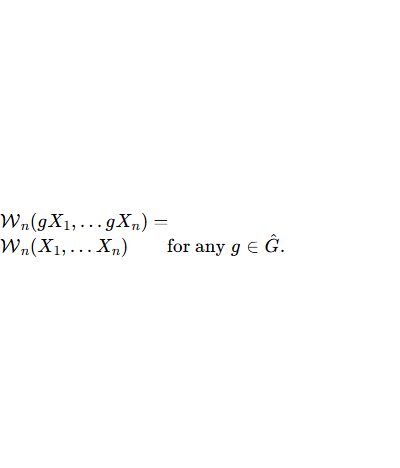 𝒲ₙ(gX₁, … gXₙ) =
𝒲ₙ(X₁, … Xₙ) for any g ∈ Ĝ.